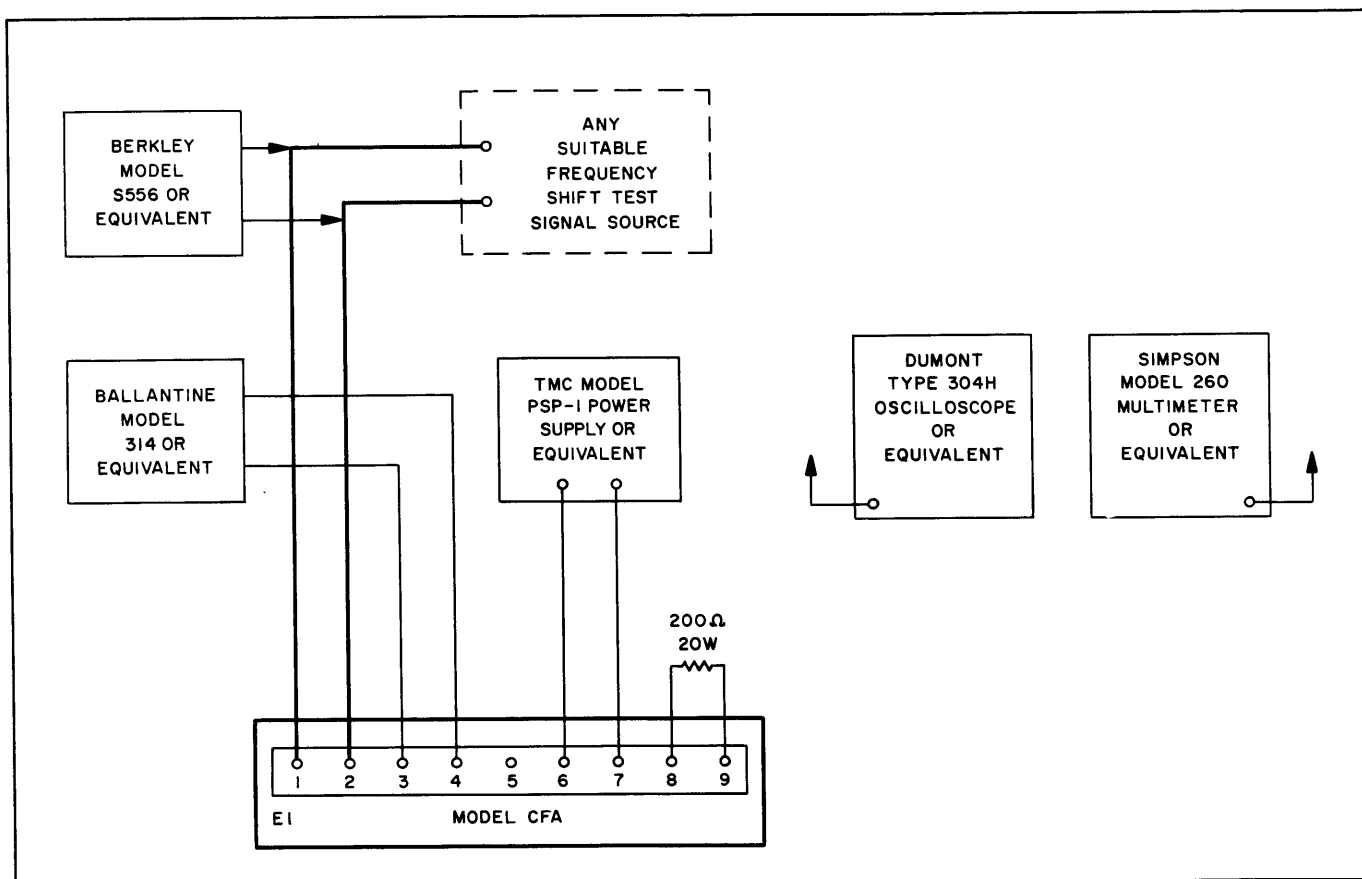 BERKLEY
MODEL
S556 OR
EQUIVALENT
ANY
SUITABLE
FREQUENCY
SHIFT TEST
SIGNAL SOURCE
BALLANTINE
MODEL
314 OR
EQUIVALENT
TMC MODEL
PSP-1 POWER
SUPPLY OR
EQUIVALENT
DUMONT
TYPE 304H
OSCILLOSCOPE
OR
EQUIVALENT
SIMPSON
MODEL 260
MULTIMETER
OR
EQUIVALENT
200Ω
20W
1 2 3 4 5 6 7 8 9
E1 MODEL CFA